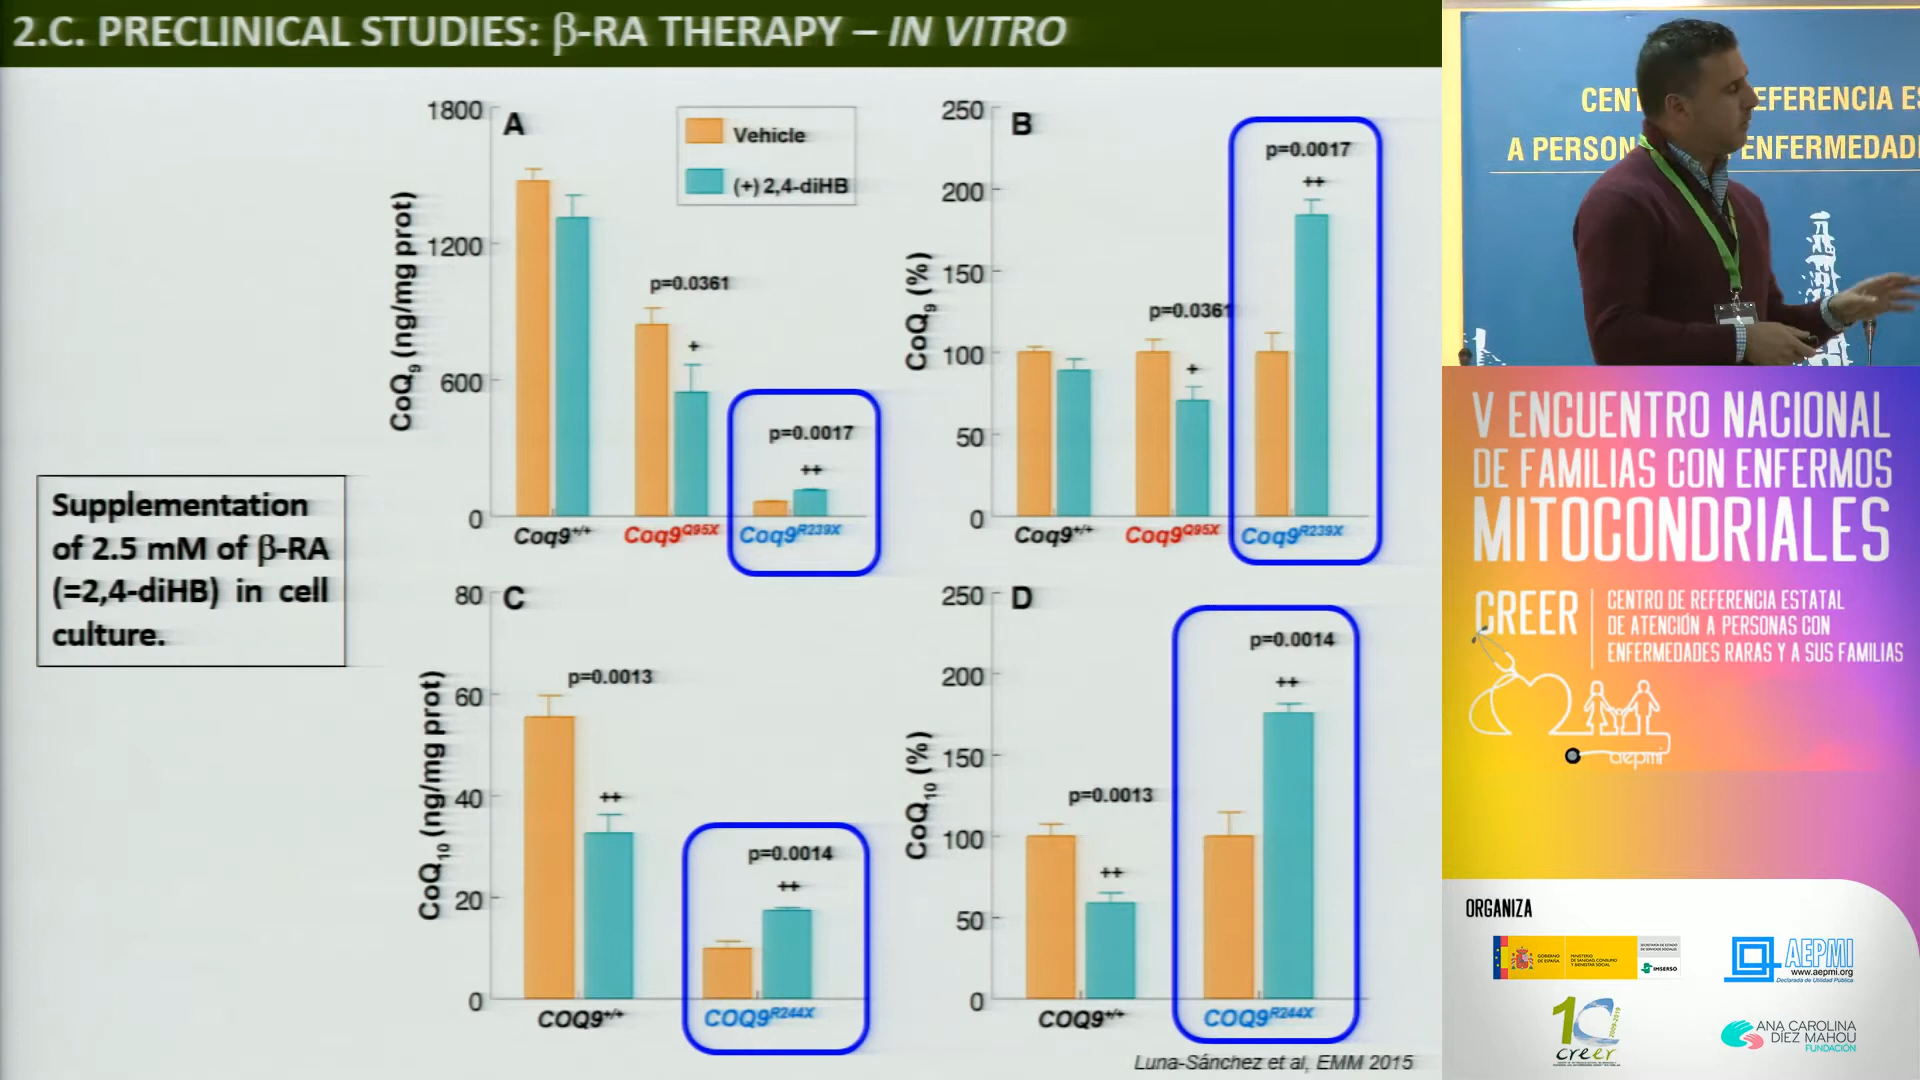 2.C. PRECLINICAL STUDIES: β-RA THERAPY – IN VITRO
Supplementation
of 2.5 mM of β-RA
(=2,4-diHB) in cell
culture.
A
Vehicle
(+) 2,4-diHB
CoQ9 (ng/mg prot)
1800
1200
600
0
p=0.0361
+
p=0.0017
++
Coq9+/+
Coq9Q95X
Coq9R239X
B
CoQ9 (%)
250
200
150
100
50
0
p=0.0361
+
p=0.0017
++
Coq9+/+
Coq9Q95X
Coq9R239X
C
CoQ10 (ng/mg prot)
80
60
40
20
0
p=0.0013
++
p=0.0014
++
COQ9+/+
COQ9R244X
D
CoQ10 (%)
250
200
150
100
50
0
p=0.0013
++
p=0.0014
++
COQ9+/+
COQ9R244X
Luna-Sánchez et al, EMM 2015
CENT EFERENCIA ES
A PERSON ENFERMEDAD
V ENCUENTRO NACIONAL
DE FAMILIAS CON ENFERMOS
MITOCONDRIALES
CREER
CENTRO DE REFERENCIA ESTATAL
DE ATENCIÓN A PERSONAS CON
ENFERMEDADES RARAS Y A SUS FAMILIAS
aepmi
ORGANIZA
GOBIERNO
DE ESPAÑA
MINISTERIO
DE SANIDAD, CONSUMO
Y BIENESTAR SOCIAL
SECRETARÍA DE ESTADO
DE SERVICIOS SOCIALES
IMSERSO
AEPMI
www.aepmi.org
Declarada de Utilidad Pública
10
2009-2019
creer
ANA CAROLINA
DÍEZ MAHOU
FUNDACIÓN